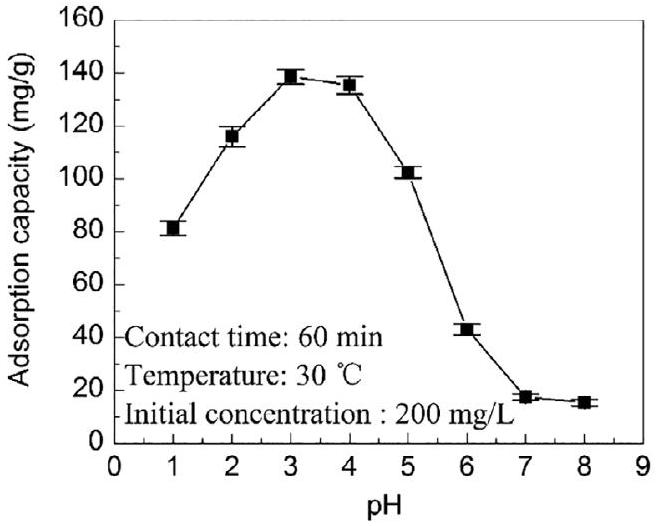 160
140
120
100
80
60
40
20
0
Adsorption capacity (mg/g)
Contact time: 60 min
Temperature: 30 ℃
Initial concentration : 200 mg/L
0 1 2 3 4 5 6 7 8 9
pH